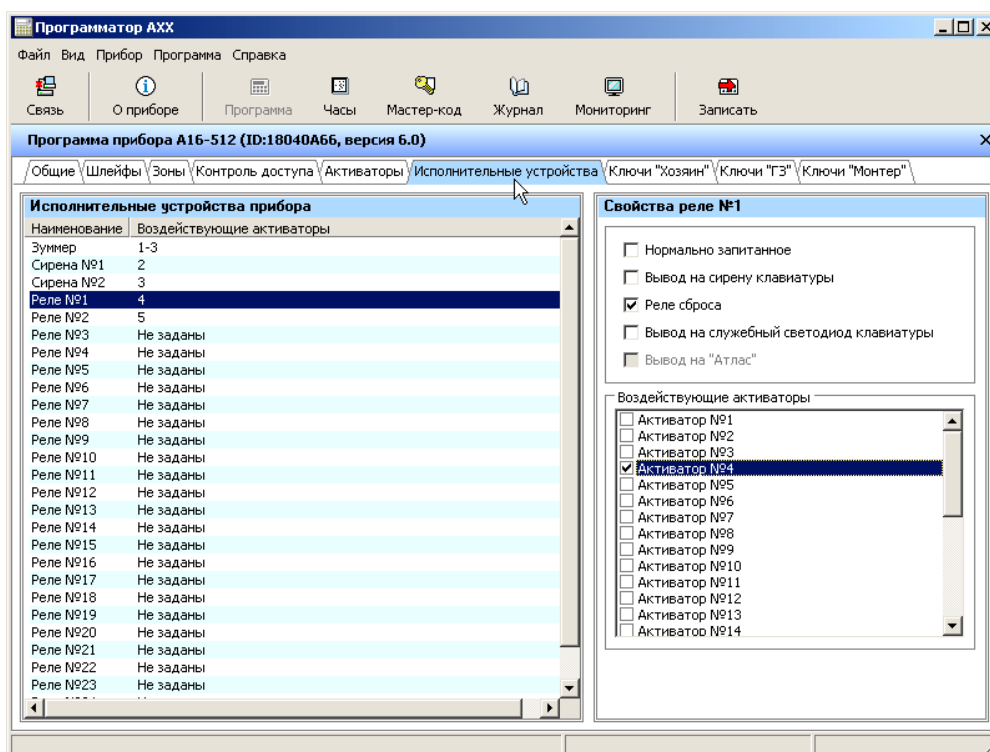 Программатор АХХ
Файл Вид Прибор Программа Справка
Связь О приборе Программа Часы Мастер-код Журнал Мониторинг Записать
Программа прибора А16-512 (ID:18040A66, версия 6.0)
Общие Шлейфы Зоны Контроль доступа Активаторы Исполнительные устройства Ключи "Хозяин" Ключи "ГЗ" Ключи "Монтер"
Исполнительные устройства прибора
Наименование Воздействующие активаторы
Зуммер 1-3
Сирена №1 2
Сирена №2 3
Реле №1 4
Реле №2 5
Реле №3 Не заданы
Реле №4 Не заданы
Реле №5 Не заданы
Реле №6 Не заданы
Реле №7 Не заданы
Реле №8 Не заданы
Реле №9 Не заданы
Реле №10 Не заданы
Реле №11 Не заданы
Реле №12 Не заданы
Реле №13 Не заданы
Реле №14 Не заданы
Реле №15 Не заданы
Реле №16 Не заданы
Реле №17 Не заданы
Реле №18 Не заданы
Реле №19 Не заданы
Реле №20 Не заданы
Реле №21 Не заданы
Реле №22 Не заданы
Реле №23 Не заданы
Свойства реле №1
Нормально запитанное
Вывод на сирену клавиатуры
Реле сброса
Вывод на служебный светодиод клавиатуры
Вывод на "Атлас"
Воздействующие активаторы
Активатор №1
Активатор №2
Активатор №3
Активатор №4
Активатор №5
Активатор №6
Активатор №7
Активатор №8
Активатор №9
Активатор №10
Активатор №11
Активатор №12
Активатор №13
Активатор №14